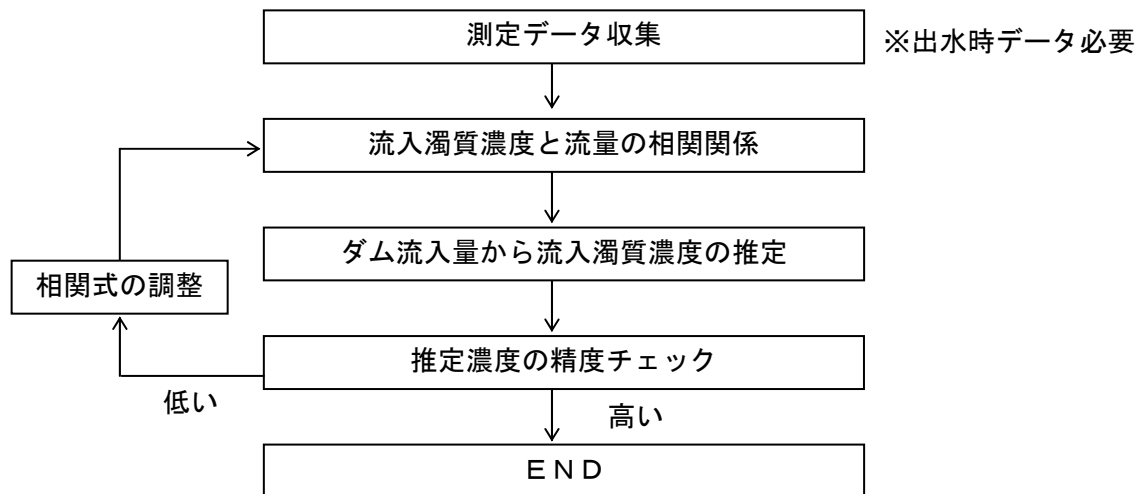 測定データ収集
※出水時データ必要
流入濁質濃度と流量の相関関係
ダム流入量から流入濁質濃度の推定
相関式の調整
推定濃度の精度チェック
低い
高い
ＥＮＤ